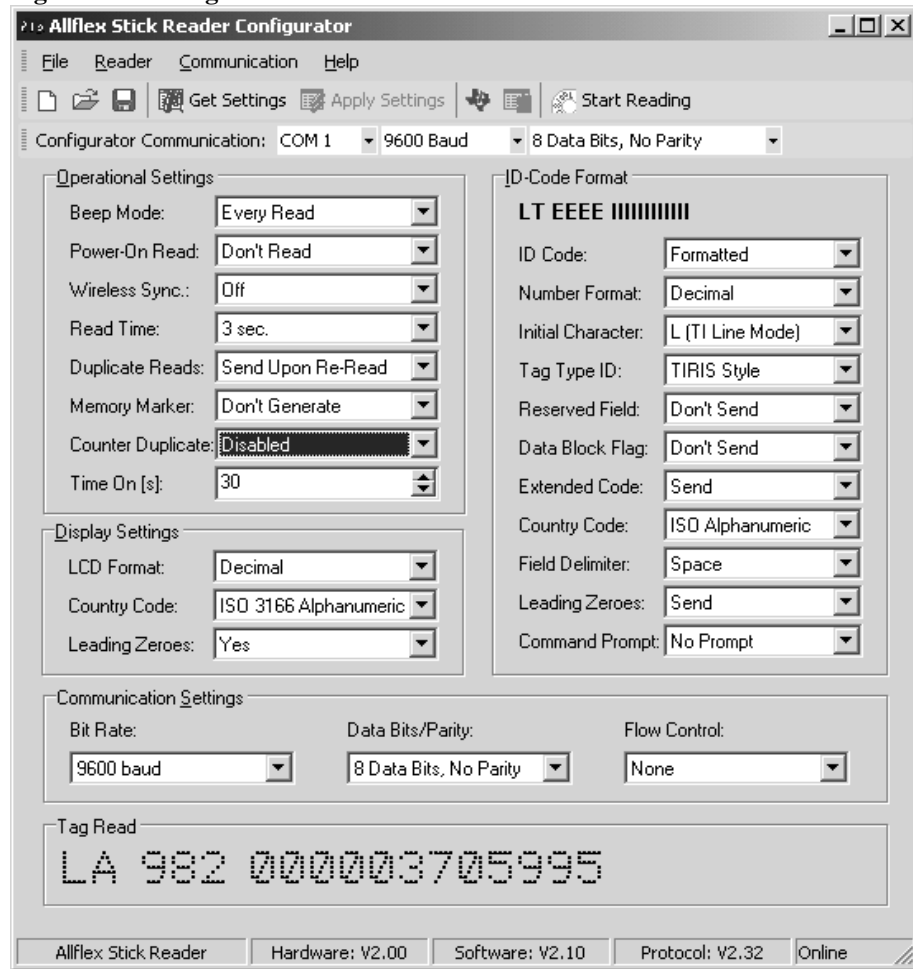 Allflex Stick Reader Configurator
File Reader Communication Help
Get Settings Apply Settings Start Reading
Configurator Communication: COM 1 9600 Baud 8 Data Bits, No Parity
Operational Settings
Beep Mode: Every Read
Power-On Read: Don't Read
Wireless Sync.: Off
Read Time: 3 sec.
Duplicate Reads: Send Upon Re-Read
Memory Marker: Don't Generate
Counter Duplicate: Disabled
Time On [s]: 30
Display Settings
LCD Format: Decimal
Country Code: ISO 3166 Alphanumeric
Leading Zeroes: Yes
ID-Code Format
LT EEEE IIIIIIIIIIII
ID Code: Formatted
Number Format: Decimal
Initial Character: L (TI Line Mode)
Tag Type ID: TIRIS Style
Reserved Field: Don't Send
Data Block Flag: Don't Send
Extended Code: Send
Country Code: ISO Alphanumeric
Field Delimiter: Space
Leading Zeroes: Send
Command Prompt: No Prompt
Communication Settings
Bit Rate: Data Bits/Parity: Flow Control:
9600 baud 8 Data Bits, No Parity None
Tag Read
LA 982 000003705995
Allflex Stick Reader Hardware: V2.00 Software: V2.10 Protocol: V2.32 Online